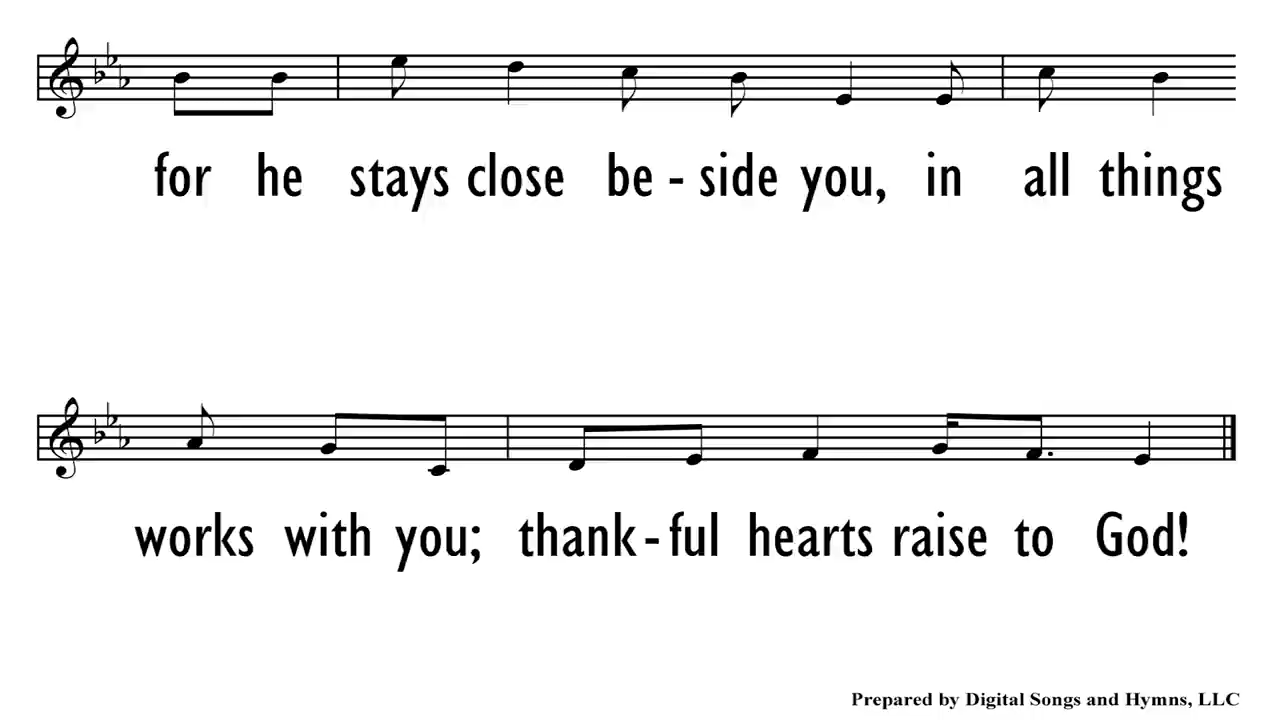 for he stays close be - side you, in all things
works with you; thank - ful hearts raise to God!
Prepared by Digital Songs and Hymns, LLC